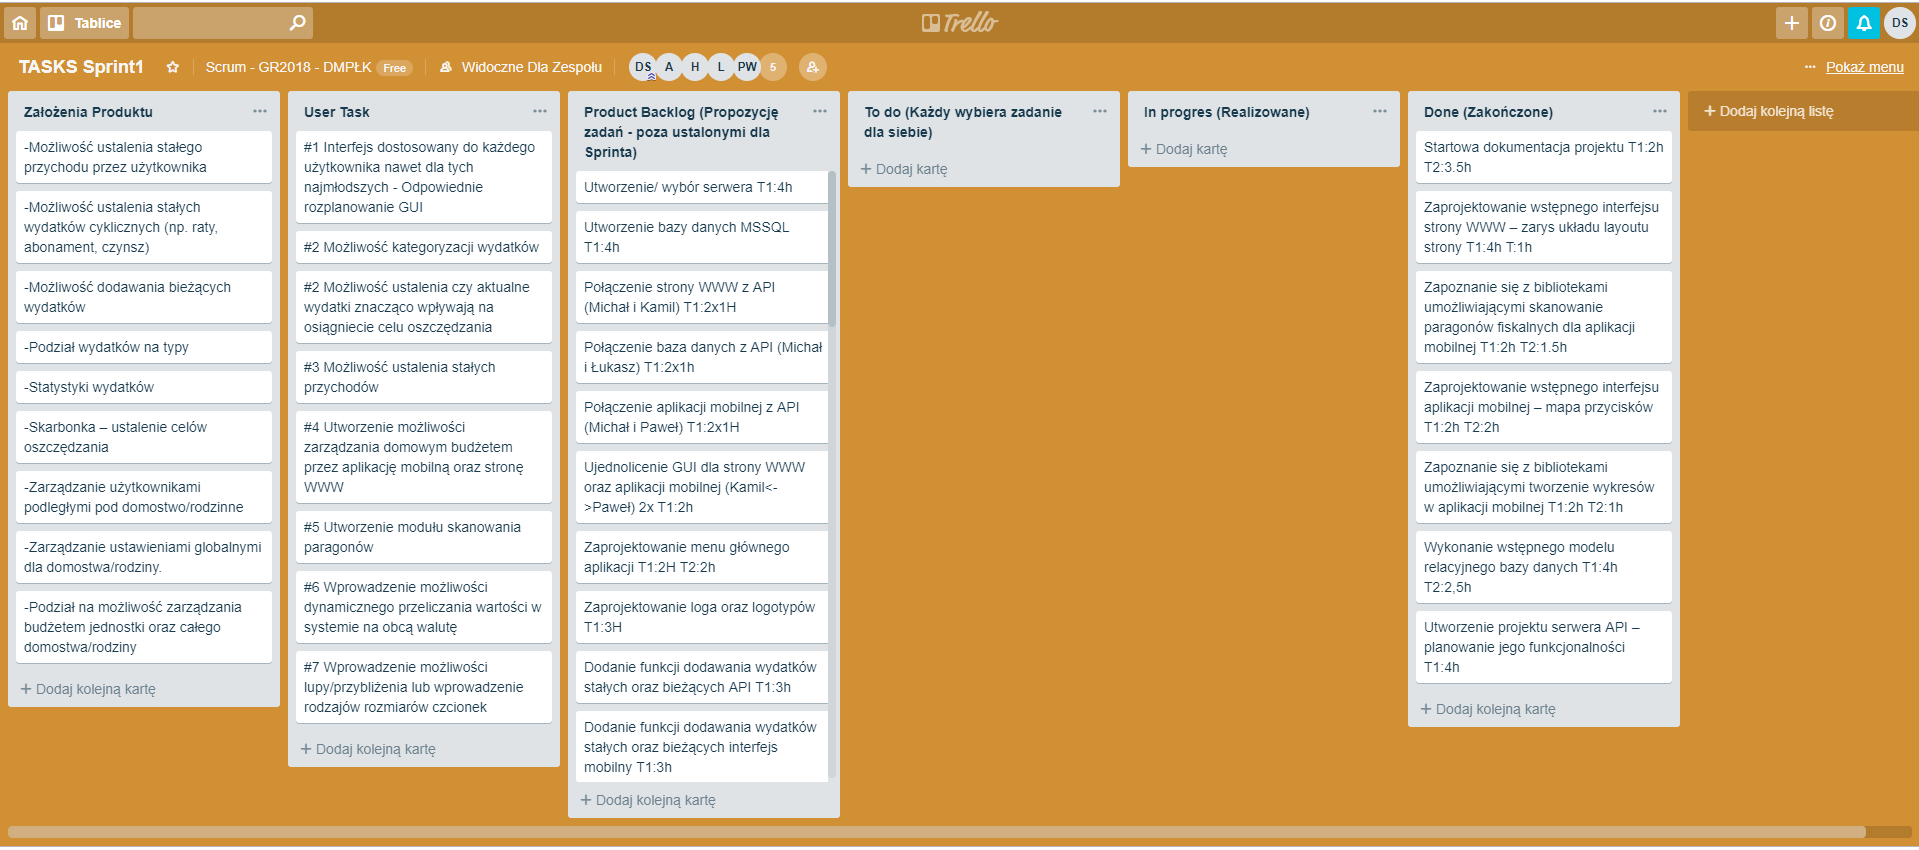 Tablice
Trello
DS
TASKS Sprint1
Scrum - GR2018 - DMPŁK Free
Widoczne Dla Zespołu
DS A H L PW 5
··· Pokaż menu
Założenia Produktu
-Możliwość ustalenia stałego
przychodu przez użytkownika
-Możliwość ustalenia stałych
wydatków cyklicznych (np. raty,
abonament, czynsz)
-Możliwość dodawania bieżących
wydatków
-Podział wydatków na typy
-Statystyki wydatków
-Skarbonka – ustalenie celów
oszczędzania
-Zarządzanie użytkownikami
podległymi pod domostwo/rodzinne
-Zarządzanie ustawieniami globalnymi
dla domostwa/rodziny.
-Podział na możliwość zarządzania
budżetem jednostki oraz całego
domostwa/rodziny
+ Dodaj kolejną kartę
User Task
#1 Interfejs dostosowany do każdego
użytkownika nawet dla tych
najmłodszych - Odpowiednie
rozplanowanie GUI
#2 Możliwość kategoryzacji wydatków
#2 Możliwość ustalenia czy aktualne
wydatki znacząco wpływają na
osiągniecie celu oszczędzania
#3 Możliwość ustalenia stałych
przychodów
#4 Utworzenie możliwości
zarządzania domowym budżetem
przez aplikację mobilną oraz stronę
WWW
#5 Utworzenie modułu skanowania
paragonów
#6 Wprowadzenie możliwości
dynamicznego przeliczania wartości w
systemie na obcą walutę
#7 Wprowadzenie możliwości
lupy/przybliżenia lub wprowadzenie
rodzajów rozmiarów czcionek
+ Dodaj kolejną kartę
Product Backlog (Propozycję
zadań - poza ustalonymi dla
Sprinta)
Utworzenie/ wybór serwera T1:4h
Utworzenie bazy danych MSSQL
T1:4h
Połączenie strony WWW z API
(Michał i Kamil) T1:2x1H
Połączenie baza danych z API (Michał
i Łukasz) T1:2x1h
Połączenie aplikacji mobilnej z API
(Michał i Paweł) T1:2x1H
Ujednolicenie GUI dla strony WWW
oraz aplikacji mobilnej (Kamil<-
>Paweł) 2x T1:2h
Zaprojektowanie menu głównego
aplikacji T1:2H T2:2h
Zaprojektowanie loga oraz logotypów
T1:3H
Dodanie funkcji dodawania wydatków
stałych oraz bieżących API T1:3h
Dodanie funkcji dodawania wydatków
stałych oraz bieżących interfejs
mobilny T1:3h
+ Dodaj kolejną kartę
To do (Każdy wybiera zadanie
dla siebie)
+ Dodaj kartę
In progres (Realizowane)
+ Dodaj kartę
Done (Zakończone)
Startowa dokumentacja projektu T1:2h
T2:3.5h
Zaprojektowanie wstępnego interfejsu
strony WWW – zarys układu layoutu
strony T1:4h T:1h
Zapoznanie się z bibliotekami
umożliwiającymi skanowanie
paragonów fiskalnych dla aplikacji
mobilnej T1:2h T2:1.5h
Zaprojektowanie wstępnego interfejsu
aplikacji mobilnej – mapa przycisków
T1:2h T2:2h
Zapoznanie się z bibliotekami
umożliwiającymi tworzenie wykresów
w aplikacji mobilnej T1:2h T2:1h
Wykonanie wstępnego modelu
relacyjnego bazy danych T1:4h
T2:2,5h
Utworzenie projektu serwera API –
planowanie jego funkcjonalności
T1:4h
+ Dodaj kolejną kartę
+ Dodaj kolejną listę